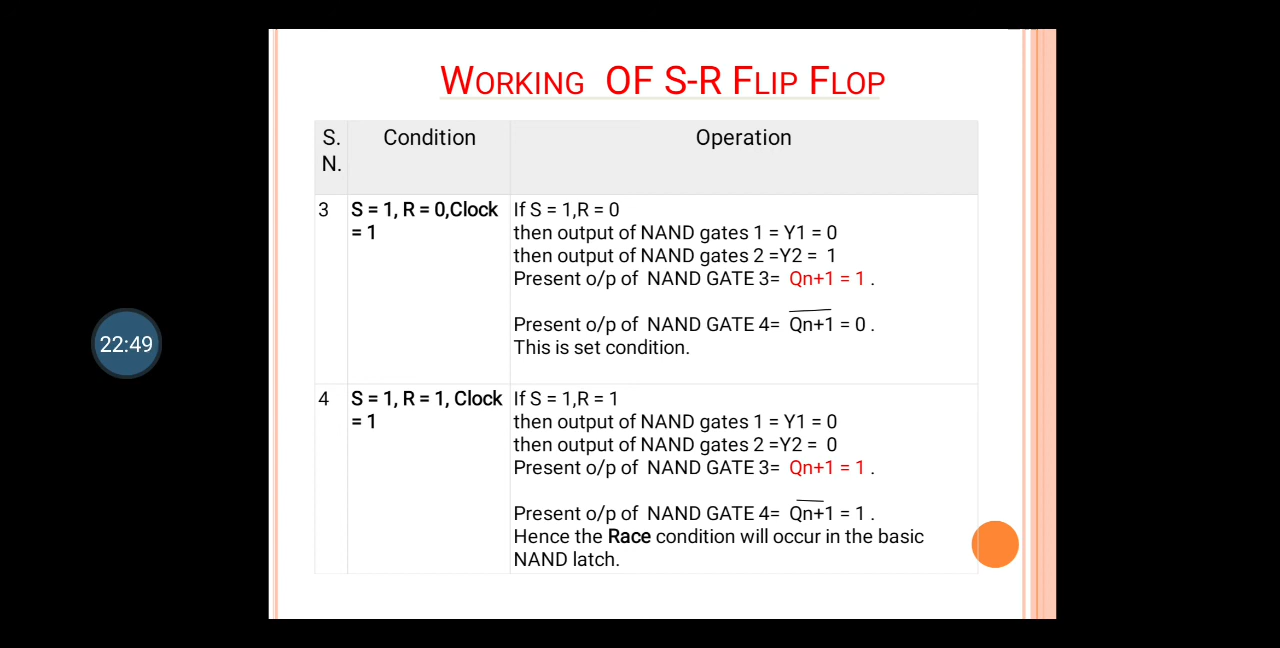 WORKING OF S-R FLIP FLOP
S. N.
Condition
Operation
3
S = 1, R = 0,Clock
= 1
If S = 1,R = 0
then output of NAND gates 1 = Y1 = 0
then output of NAND gates 2 =Y2 = 1
Present o/p of NAND GATE 3= Qn+1 = 1 .
Present o/p of NAND GATE 4= Q̅n̅+̅1̅ = 0 .
This is set condition.
4
S = 1, R = 1, Clock
= 1
If S = 1,R = 1
then output of NAND gates 1 = Y1 = 0
then output of NAND gates 2 =Y2 = 0
Present o/p of NAND GATE 3= Qn+1 = 1 .
Present o/p of NAND GATE 4= Q̅n̅+̅1 = 1 .
Hence the Race condition will occur in the basic
NAND latch.
22:49